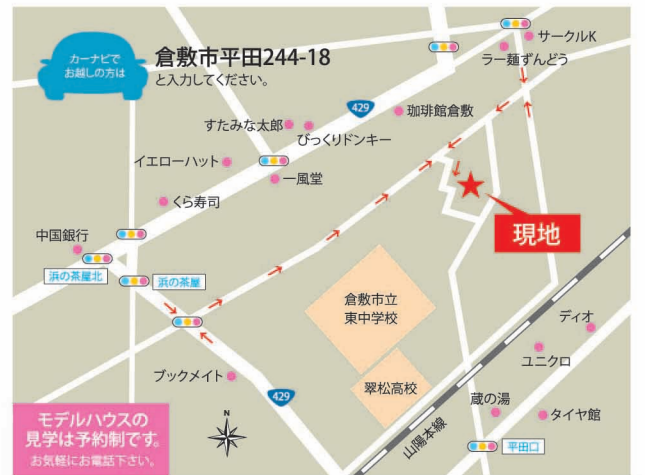 カーナビで
お越しの方は
倉敷市平田244-18
と入力してください。
サークルK
ラー麺ずんどう
429
珈琲館倉敷
すたみな太郎
びっくりドンキー
イエローハット
一風堂
くら寿司
中国銀行
浜の茶屋北
浜の茶屋
現地
倉敷市立
東中学校
ディオ
ユニクロ
翠松高校
ブックメイト
429
蔵の湯
タイヤ館
山陽本線
平田口
N
モデルハウスの
見学は予約制です。
お気軽にお電話下さい。